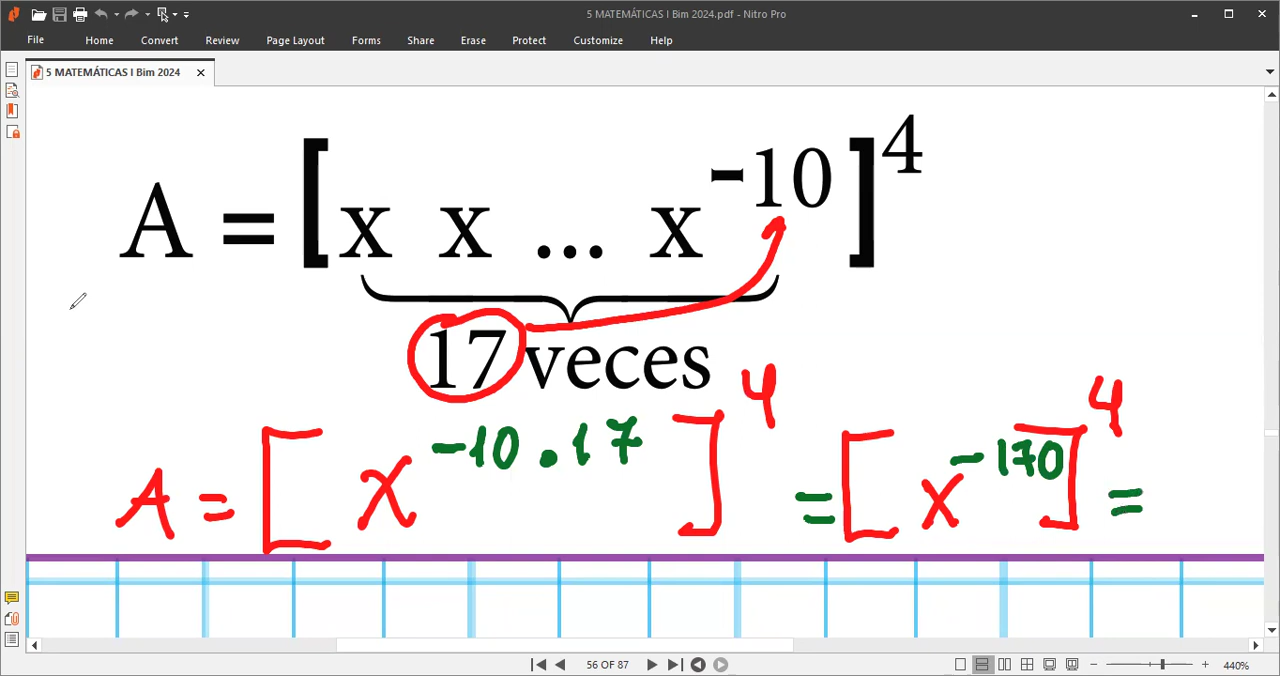 5 MATEMÁTICAS I Bim 2024.pdf - Nitro Pro
File Home Convert Review Page Layout Forms Share Erase Protect Customize Help
5 MATEMÁTICAS I Bim 2024
A = [x x ... x⁻¹⁰]⁴
17 veces
A = [x⁻¹⁰·¹⁷]⁴ = [x⁻¹⁷⁰]⁴ =
56 OF 87
440%